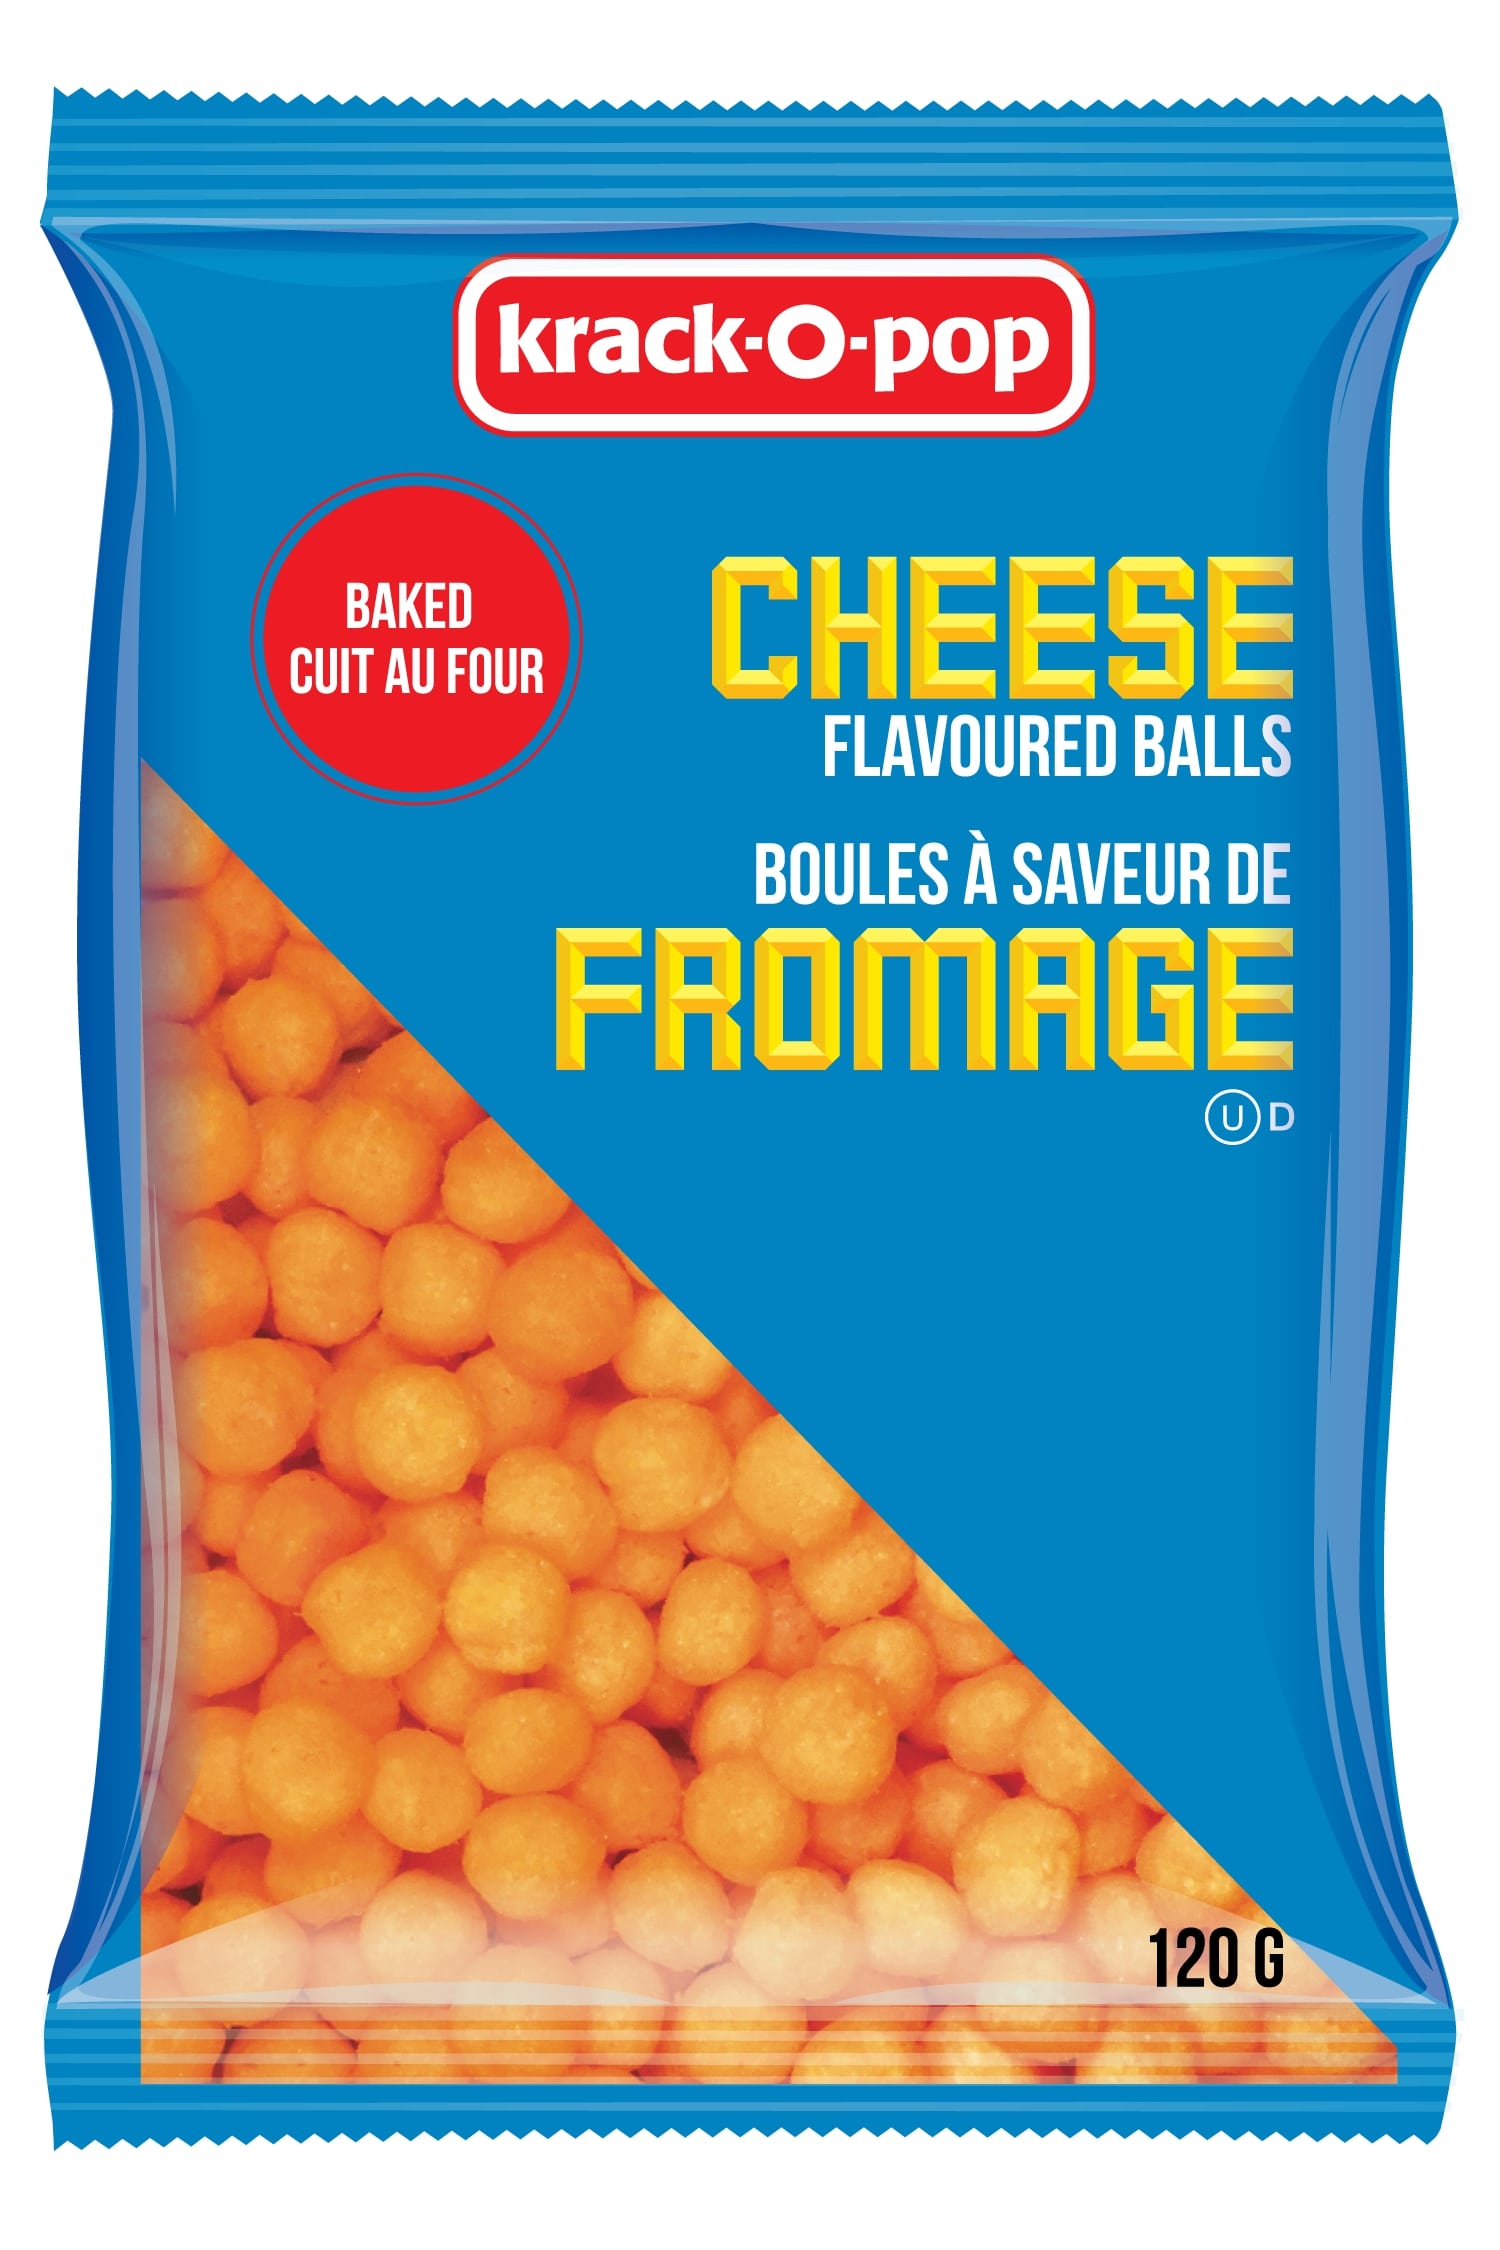 krack-O-pop
BAKED
CUIT AU FOUR
CHEESE
FLAVOURED BALLS
BOULES À SAVEUR DE
FROMAGE
U D
120 G